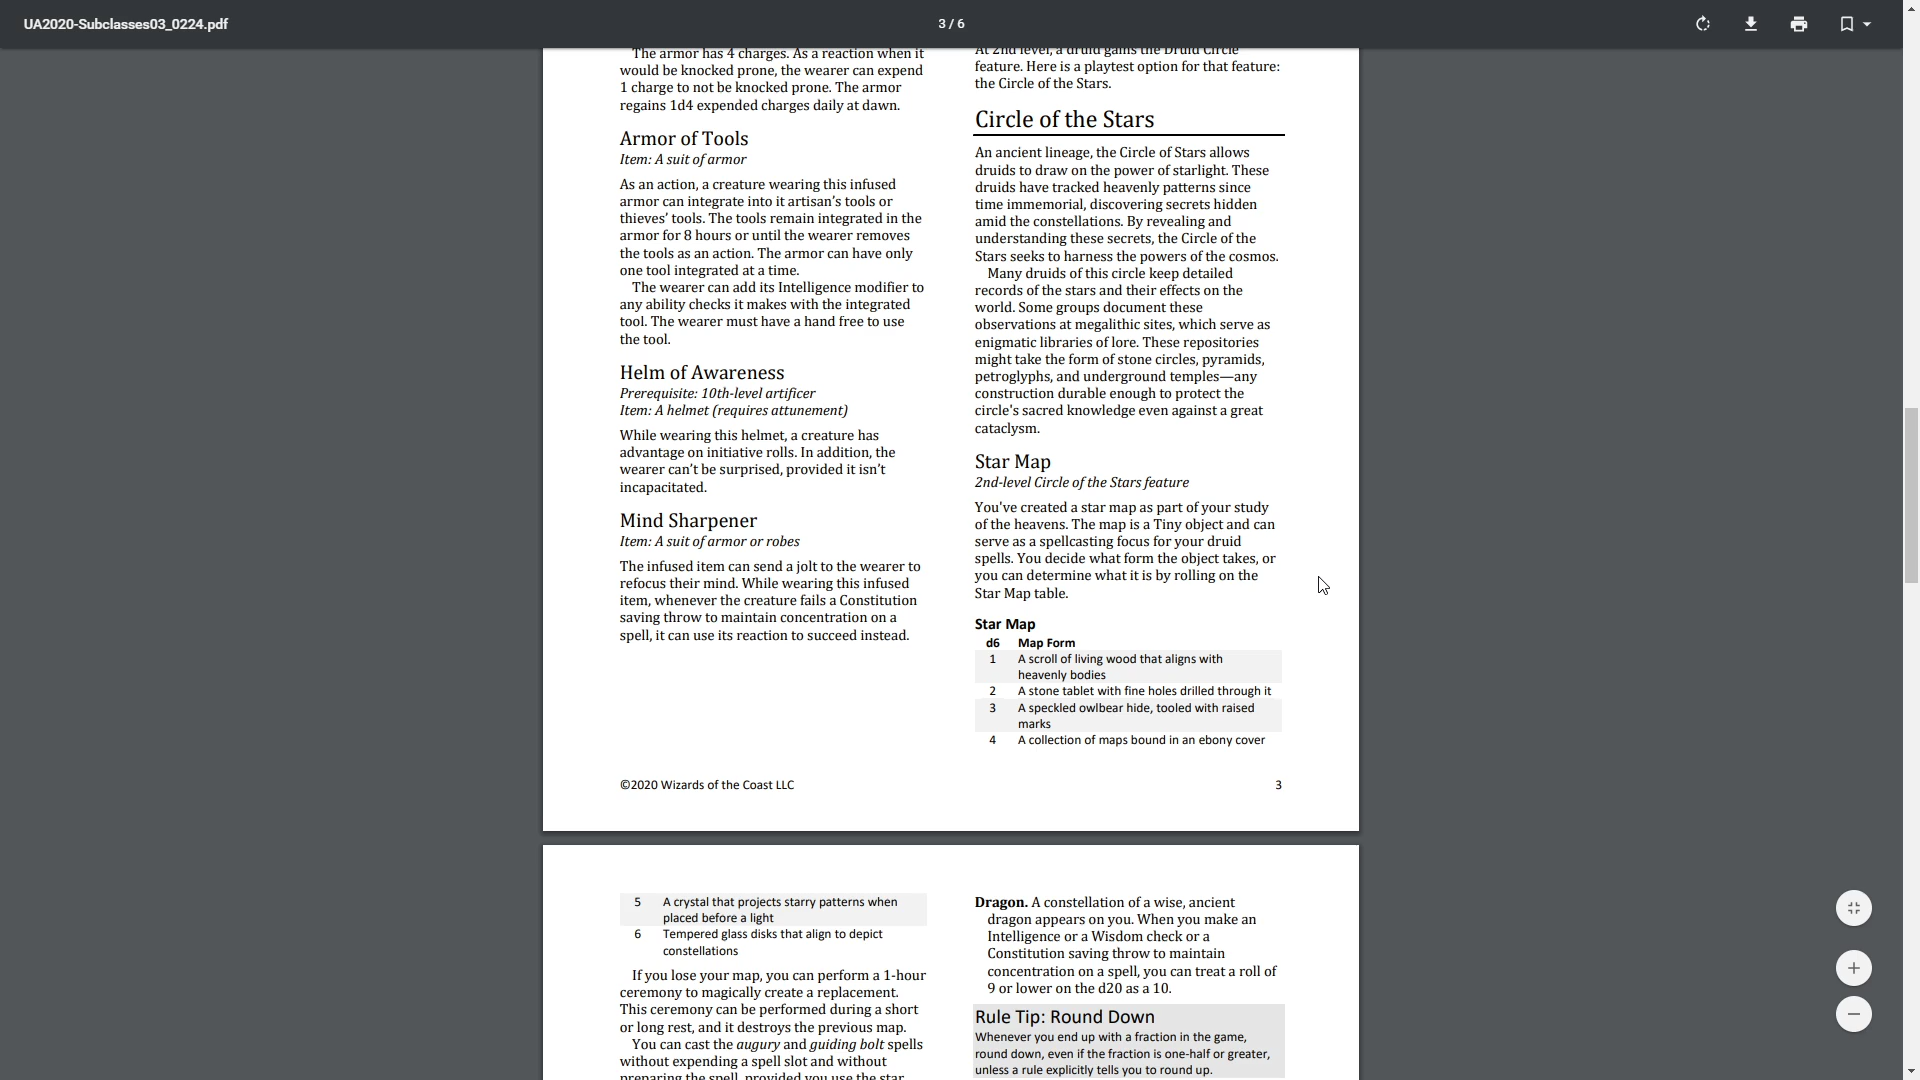 UA2020-Subclasses03_0224.pdf
3 / 6
The armor has 4 charges. As a reaction when it
would be knocked prone, the wearer can expend
1 charge to not be knocked prone. The armor
regains 1d4 expended charges daily at dawn.
Armor of Tools
Item: A suit of armor
As an action, a creature wearing this infused
armor can integrate into it artisan’s tools or
thieves’ tools. The tools remain integrated in the
armor for 8 hours or until the wearer removes
the tools as an action. The armor can have only
one tool integrated at a time.
The wearer can add its Intelligence modifier to
any ability checks it makes with the integrated
tool. The wearer must have a hand free to use
the tool.
Helm of Awareness
Prerequisite: 10th-level artificer
Item: A helmet (requires attunement)
While wearing this helmet, a creature has
advantage on initiative rolls. In addition, the
wearer can’t be surprised, provided it isn’t
incapacitated.
Mind Sharpener
Item: A suit of armor or robes
The infused item can send a jolt to the wearer to
refocus their mind. While wearing this infused
item, whenever the creature fails a Constitution
saving throw to maintain concentration on a
spell, it can use its reaction to succeed instead.
At 2nd level, a druid gains the Druid Circle
feature. Here is a playtest option for that feature:
the Circle of the Stars.
Circle of the Stars
An ancient lineage, the Circle of Stars allows
druids to draw on the power of starlight. These
druids have tracked heavenly patterns since
time immemorial, discovering secrets hidden
amid the constellations. By revealing and
understanding these secrets, the Circle of the
Stars seeks to harness the powers of the cosmos.
Many druids of this circle keep detailed
records of the stars and their effects on the
world. Some groups document these
observations at megalithic sites, which serve as
enigmatic libraries of lore. These repositories
might take the form of stone circles, pyramids,
petroglyphs, and underground temples—any
construction durable enough to protect the
circle's sacred knowledge even against a great
cataclysm.
Star Map
2nd-level Circle of the Stars feature
You've created a star map as part of your study
of the heavens. The map is a Tiny object and can
serve as a spellcasting focus for your druid
spells. You decide what form the object takes, or
you can determine what it is by rolling on the
Star Map table.
Star Map
d6 Map Form
1 A scroll of living wood that aligns with
heavenly bodies
2 A stone tablet with fine holes drilled through it
3 A speckled owlbear hide, tooled with raised
marks
4 A collection of maps bound in an ebony cover
©2020 Wizards of the Coast LLC
3
5 A crystal that projects starry patterns when
placed before a light
6 Tempered glass disks that align to depict
constellations
If you lose your map, you can perform a 1-hour
ceremony to magically create a replacement.
This ceremony can be performed during a short
or long rest, and it destroys the previous map.
You can cast the augury and guiding bolt spells
without expending a spell slot and without
preparing the spell, provided you use the star
Dragon. A constellation of a wise, ancient
dragon appears on you. When you make an
Intelligence or a Wisdom check or a
Constitution saving throw to maintain
concentration on a spell, you can treat a roll of
9 or lower on the d20 as a 10.
Rule Tip: Round Down
Whenever you end up with a fraction in the game,
round down, even if the fraction is one-half or greater,
unless a rule explicitly tells you to round up.